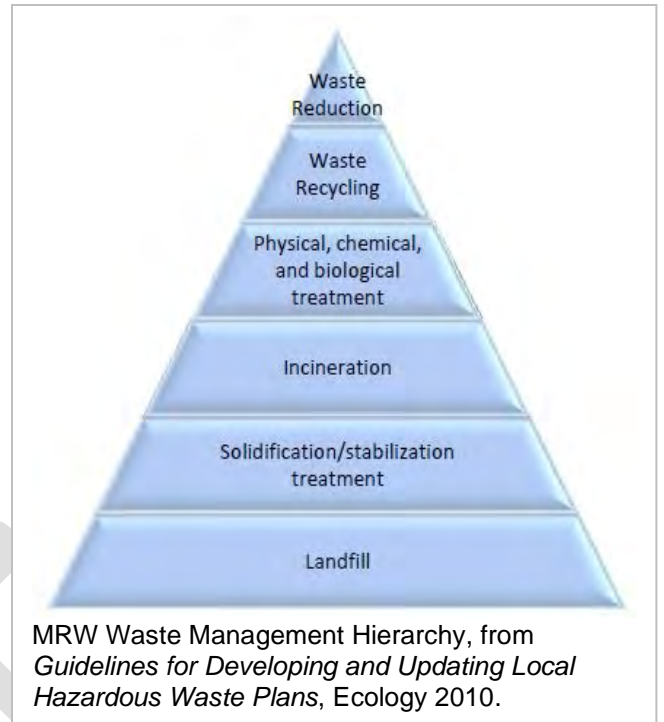 Waste
Reduction
Waste
Recycling
Physical, chemical,
and biological
treatment
Incineration
Solidification/stabilization
treatment
Landfill
MRW Waste Management Hierarchy, from
Guidelines for Developing and Updating Local
Hazardous Waste Plans, Ecology 2010.